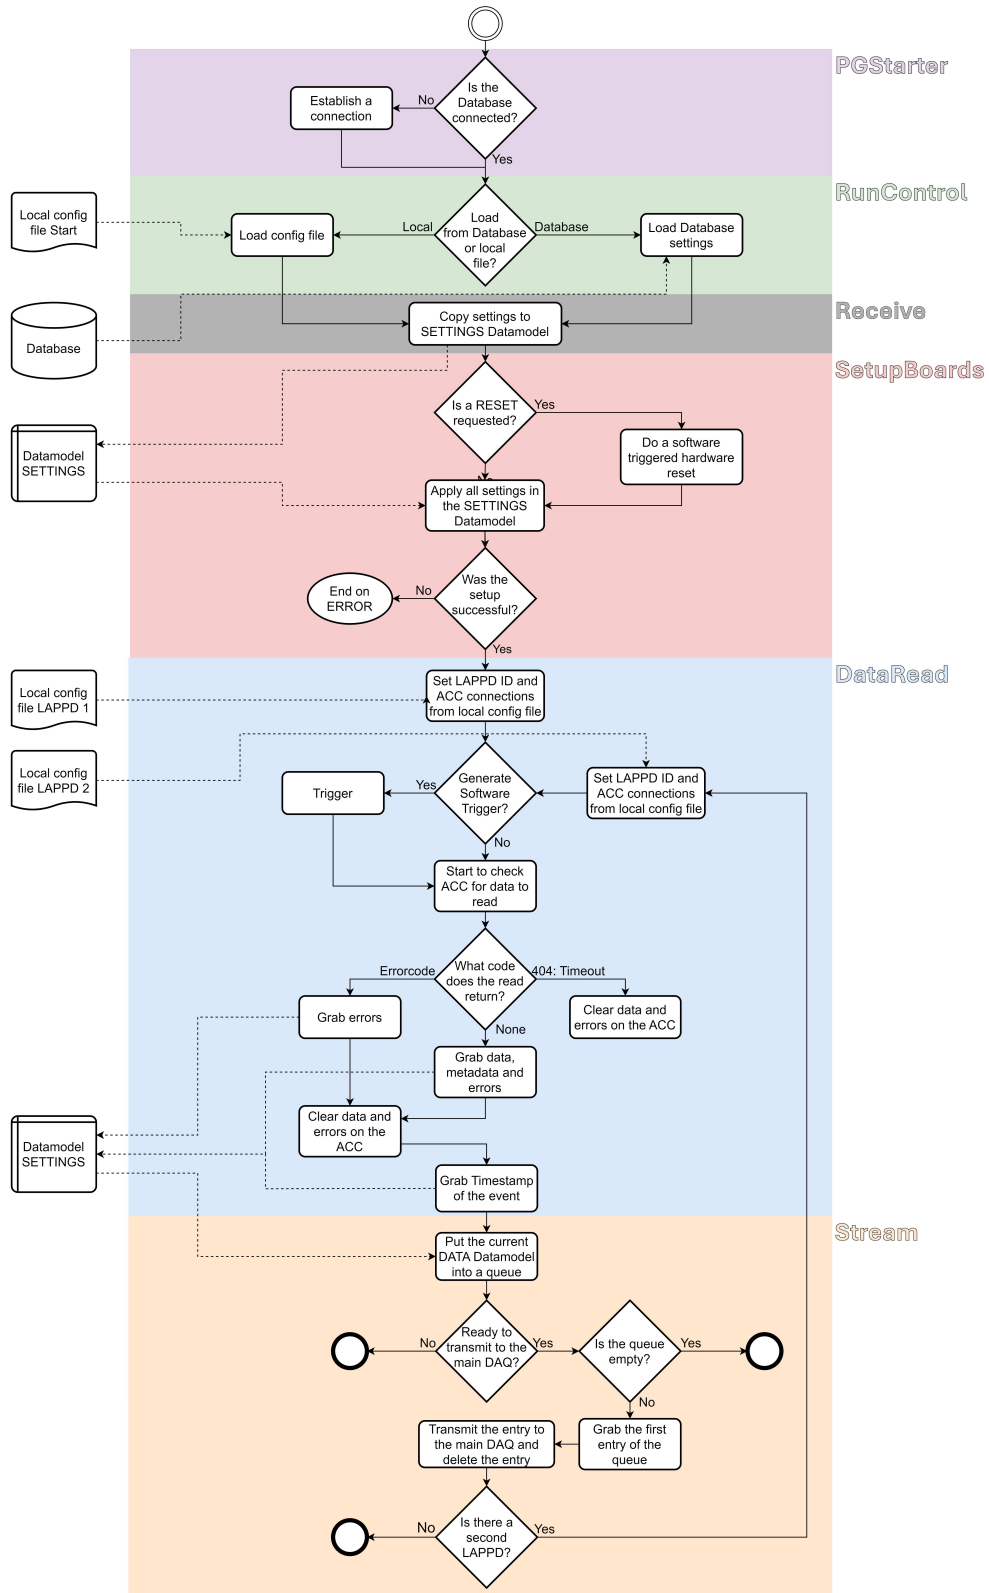 PGStarter
Is the
Database
connected?
No
Establish a
connection
Yes
RunControl
Local config
file Start
Load config file
Local
Load
from Database
or local
file?
Database
Load Database
settings
Receive
Database
Copy settings to
SETTINGS Datamodel
SetupBoards
Is a RESET
requested?
Yes
Do a software
triggered hardware
reset
Datamodel
SETTINGS
Apply all settings in
the SETTINGS
Datamodel
Was the
setup
successful?
No
End on
ERROR
Yes
DataRead
Local config
file LAPPD 1
Set LAPPD ID and
ACC connections
from local config file
Local config
file LAPPD 2
Generate
Software
Trigger?
Yes
Trigger
Set LAPPD ID and
ACC connections
from local config file
No
Start to check
ACC for data to
read
What code
does the read
return?
Errorcode
404: Timeout
Grab errors
Clear data and
errors on the ACC
None
Grab data,
metadata and
errors
Clear data and
errors on the
ACC
Datamodel
SETTINGS
Grab Timestamp
of the event
Stream
Put the current
DATA Datamodel
into a queue
Ready to
transmit to the
main DAQ?
No
Yes
Is the queue
empty?
Yes
No
Grab the first
entry of the
queue
Transmit the entry to
the main DAQ and
delete the entry
Is there a
second
LAPPD?
No
Yes